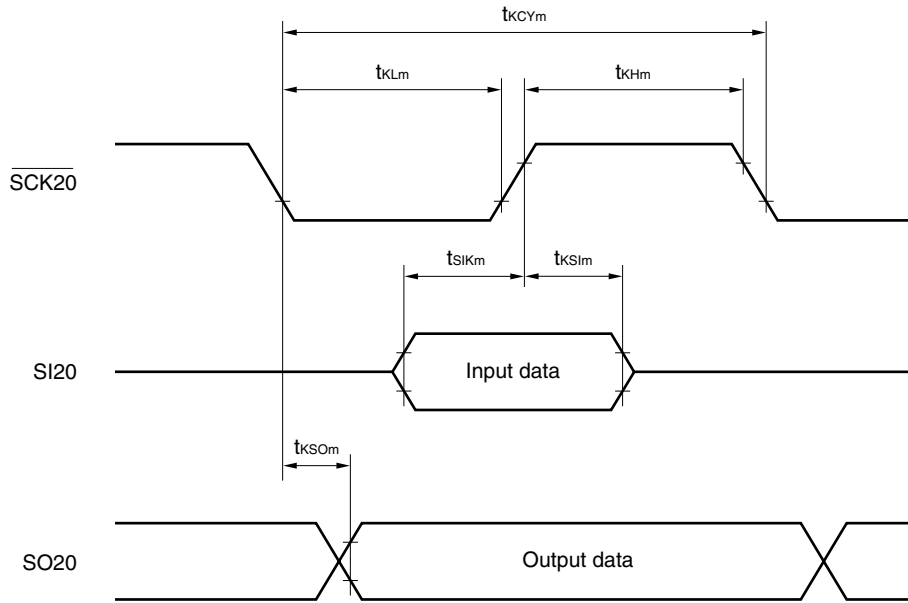 tKCYm
tKLm
tKHm
SCK20
tSIKm
tKSIm
SI20
Input data
tKSOm
SO20
Output data